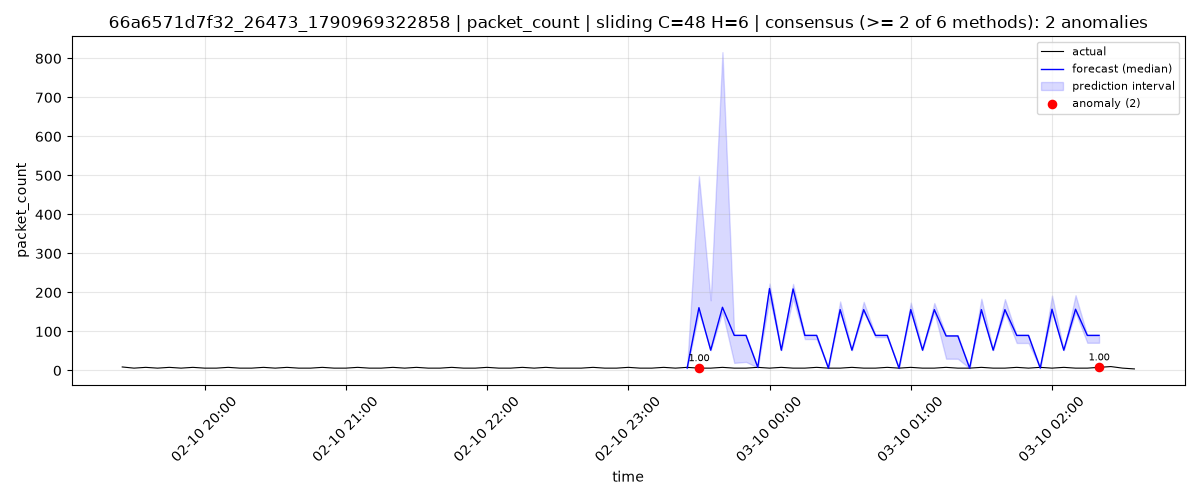 66a6571d7f32_26473_1790969322858 | packet_count | sliding C=48 H=6 | consensus (>= 2 of 6 methods): 2 anomalies
packet_count
800
700
600
500
400
300
200
100
0
actual
forecast (median)
prediction interval
anomaly (2)
1.00
1.00
02-10 20:00
02-10 21:00
02-10 22:00
02-10 23:00
03-10 00:00
03-10 01:00
03-10 02:00
time